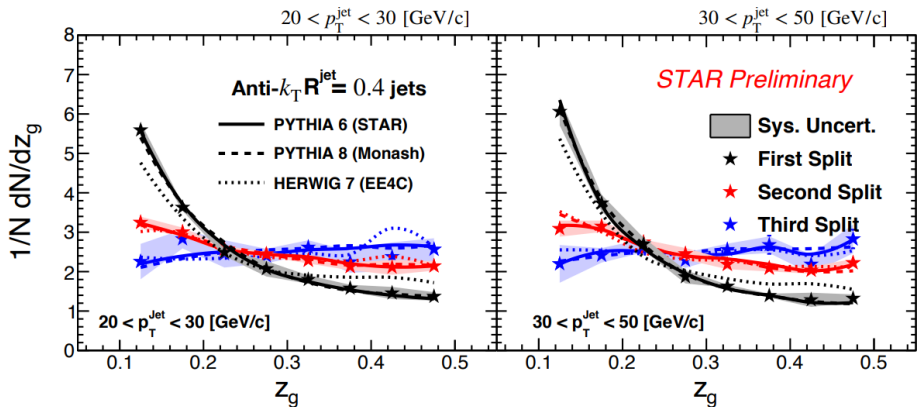 20 < p_T^jet < 30 [GeV/c]
30 < p_T^jet < 50 [GeV/c]
1/N dN/dz_g
8
7
6
5
4
3
2
1
0
Anti-k_T R^jet = 0.4 jets
PYTHIA 6 (STAR)
PYTHIA 8 (Monash)
HERWIG 7 (EE4C)
20 < p_T^Jet < 30 [GeV/c]
0.1 0.2 0.3 0.4 0.5
z_g
STAR Preliminary
Sys. Uncert.
First Split
Second Split
Third Split
30 < p_T^Jet < 50 [GeV/c]
0.1 0.2 0.3 0.4 0.5
z_g